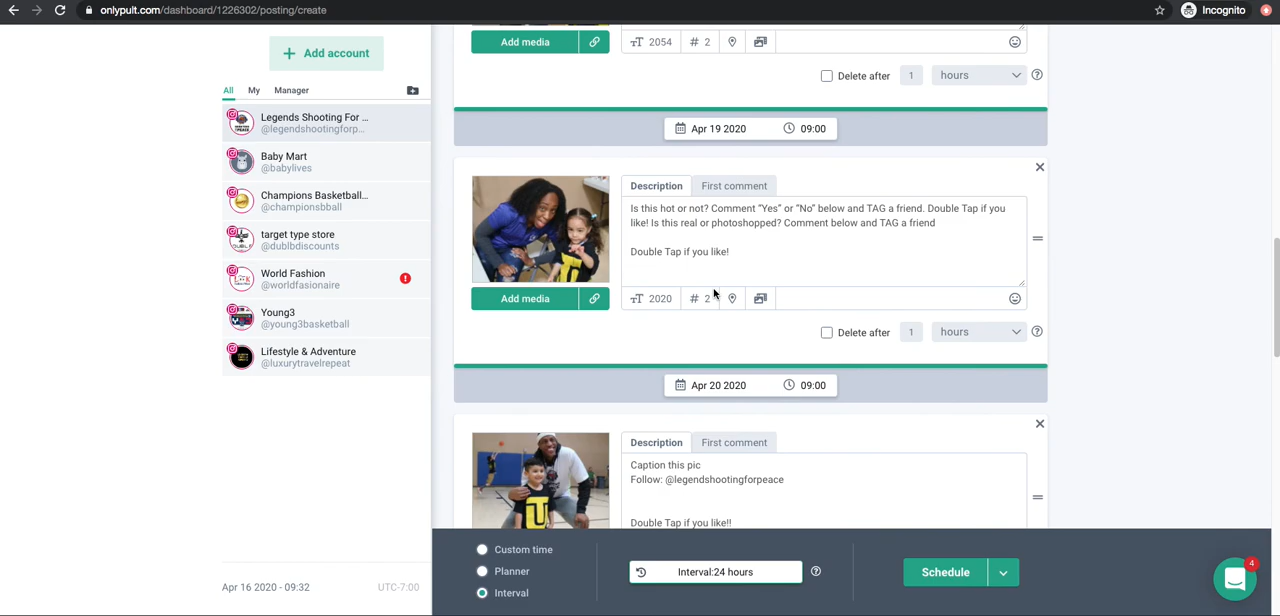 onlypult.com/dashboard/1226302/posting/create
Incognito
+ Add account
All My Manager
Legends Shooting For ...
@legendshootingforp...
Baby Mart
@babylives
Champions Basketball...
@championsbball
target type store
@dublbdiscounts
World Fashion
@worldfasionaire
Young3
@young3basketball
Lifestyle & Adventure
@luxurytravelrepeat
Apr 16 2020 - 09:32 UTC-7:00
Add media
2054 # 2
Delete after 1 hours
Apr 19 2020 09:00
Description First comment
Is this hot or not? Comment “Yes” or “No” below and TAG a friend. Double Tap if you
like! Is this real or photoshopped? Comment below and TAG a friend
Double Tap if you like!
Add media
2020 # 2
Delete after 1 hours
Apr 20 2020 09:00
Description First comment
Caption this pic
Follow: @legendshootingforpeace
Double Tap if you like!!
Custom time
Planner
Interval
Interval:24 hours
Schedule
4